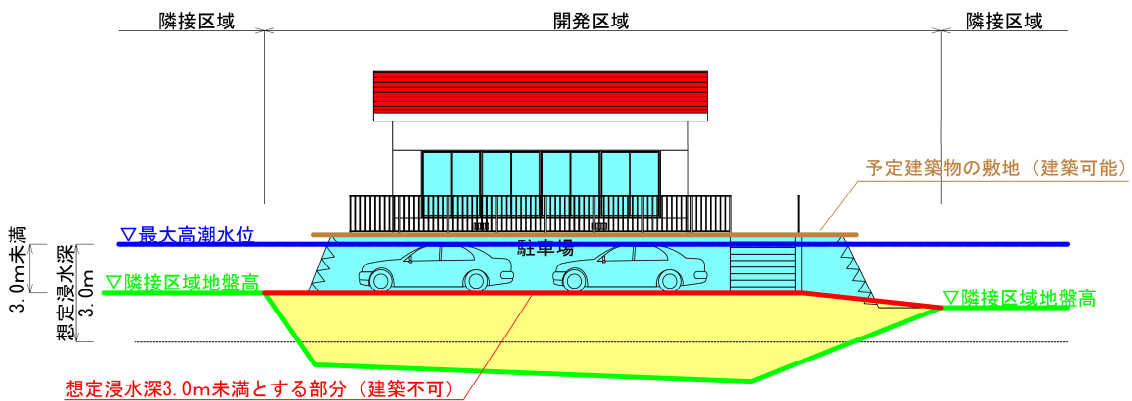 隣接区域
開発区域
隣接区域
予定建築物の敷地（建築可能）
▽最大高潮水位
駐車場
3.0m未満
想定浸水深
3.0m
▽隣接区域地盤高
▽隣接区域地盤高
想定浸水深3.0m未満とする部分（建築不可）